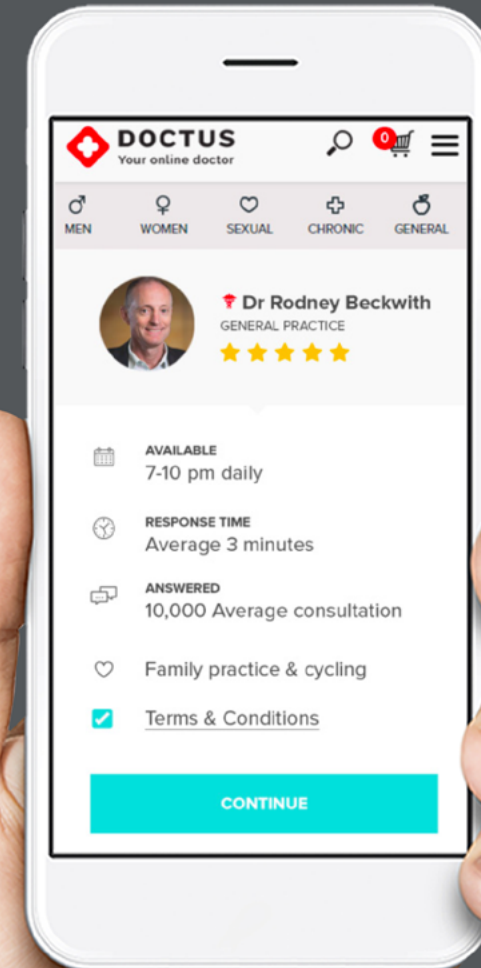 DOCTUS
Your online doctor
0
MEN WOMEN SEXUAL CHRONIC GENERAL
Dr Rodney Beckwith
GENERAL PRACTICE
AVAILABLE
7-10 pm daily
RESPONSE TIME
Average 3 minutes
ANSWERED
10,000 Average consultation
Family practice & cycling
Terms & Conditions
CONTINUE